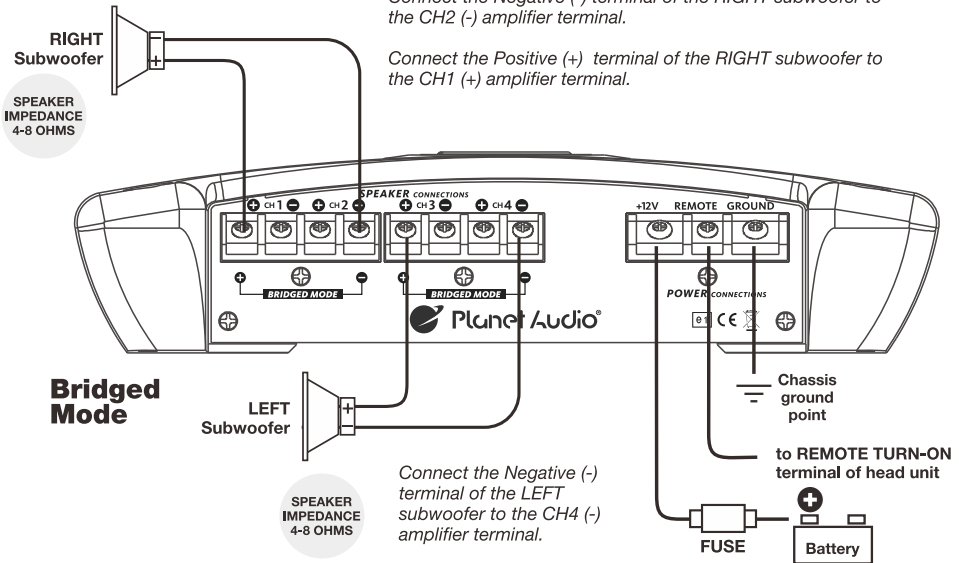 Connect the Negative (-) terminal of the RIGHT subwoofer to
the CH2 (-) amplifier terminal.
Connect the Positive (+) terminal of the RIGHT subwoofer to
the CH1 (+) amplifier terminal.
RIGHT
Subwoofer
− +
SPEAKER
IMPEDANCE
4-8 OHMS
SPEAKER CONNECTIONS
+ CH 1 − + CH 2 − + CH 3 − + CH 4 −
+12V REMOTE GROUND
+ − + −
BRIDGED MODE BRIDGED MODE
POWER CONNECTIONS
Planet Audio®
e1 CE
Bridged
Mode
LEFT
Subwoofer
+ −
SPEAKER
IMPEDANCE
4-8 OHMS
Connect the Negative (-)
terminal of the LEFT
subwoofer to the CH4 (-)
amplifier terminal.
Chassis
ground
point
to REMOTE TURN-ON
terminal of head unit
+
FUSE
Battery